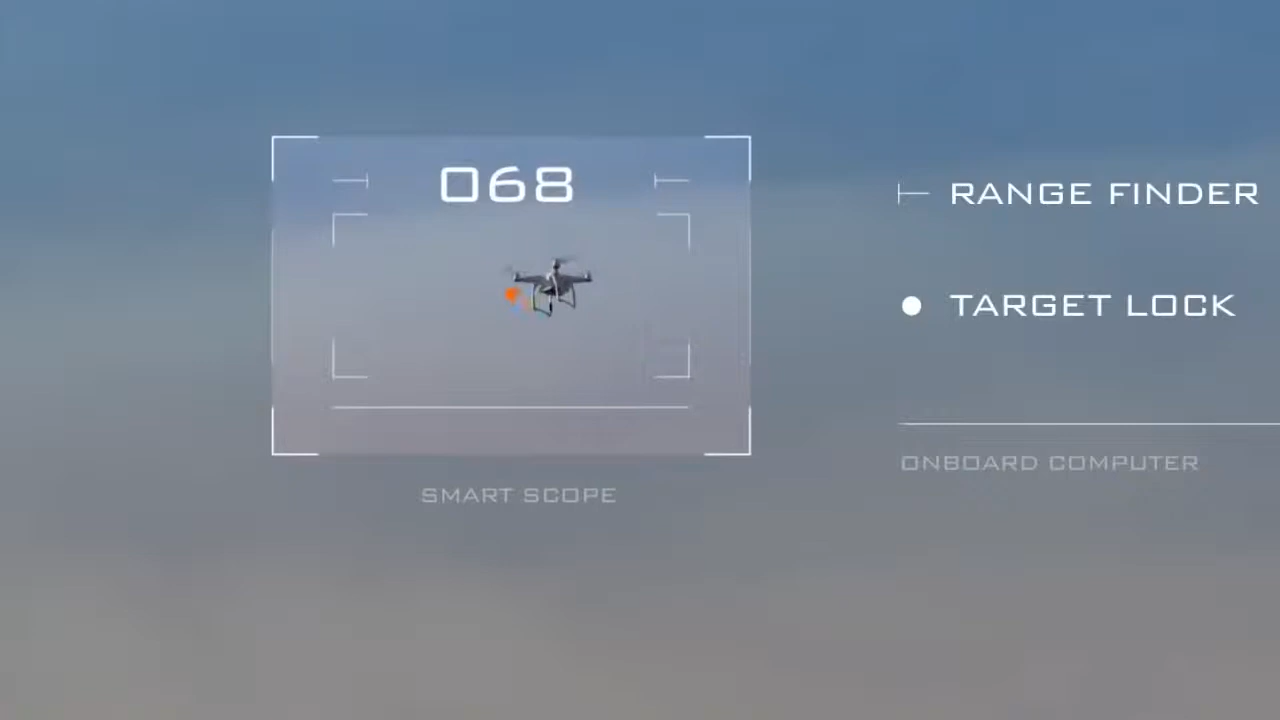 068
RANGE FINDER
TARGET LOCK
ONBOARD COMPUTER
SMART SCOPE